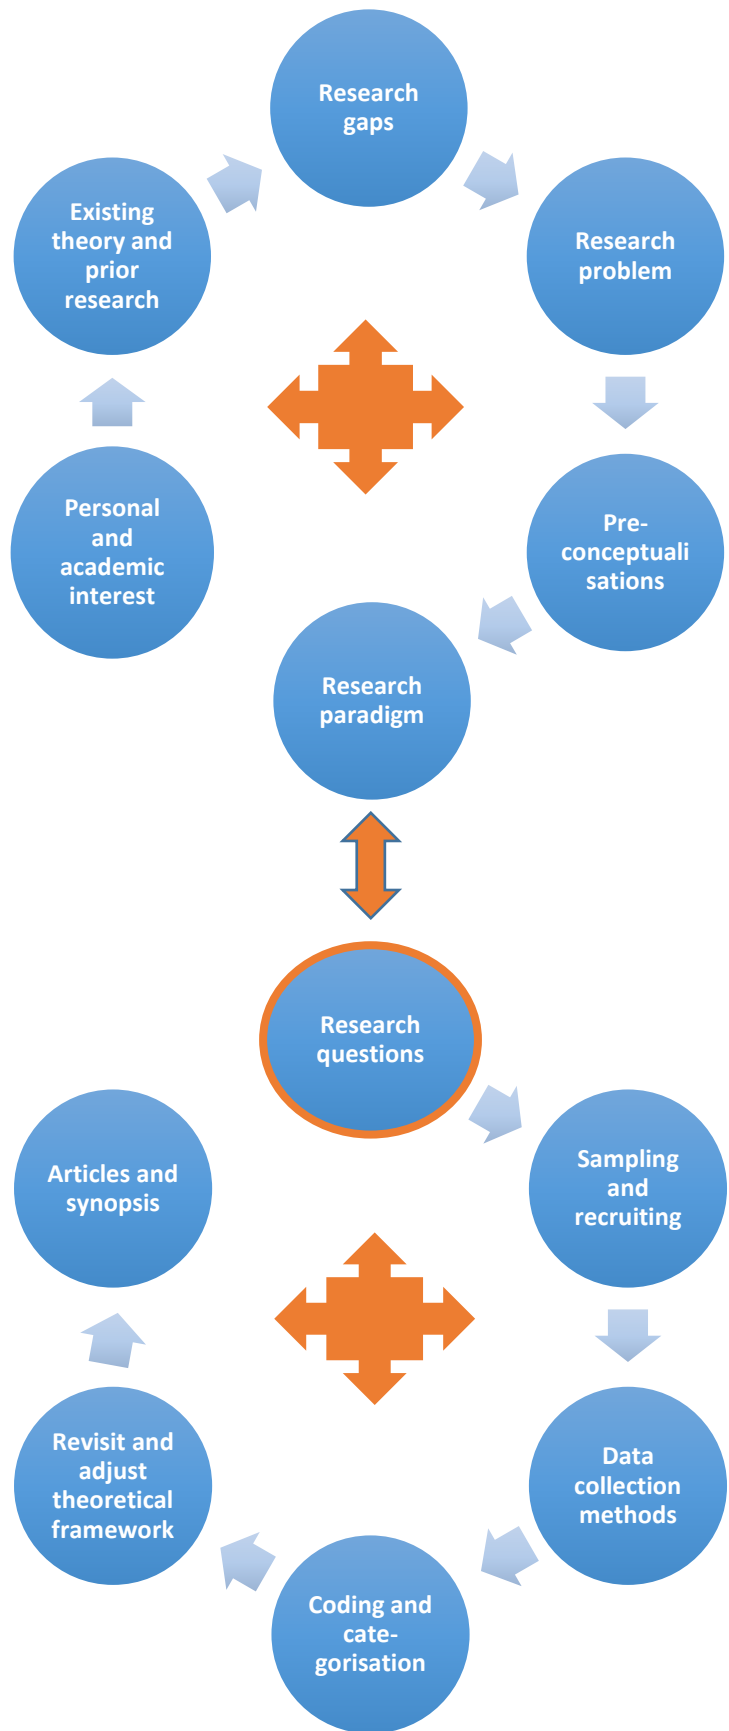 Research
gaps
Existing
theory and
prior
research
Research
problem
Personal
and
academic
interest
Pre-
conceptuali
sations
Research
paradigm
Research
questions
Articles and
synopsis
Sampling
and
recruiting
Revisit and
adjust
theoretical
framework
Data
collection
methods
Coding and
cate-
gorisation